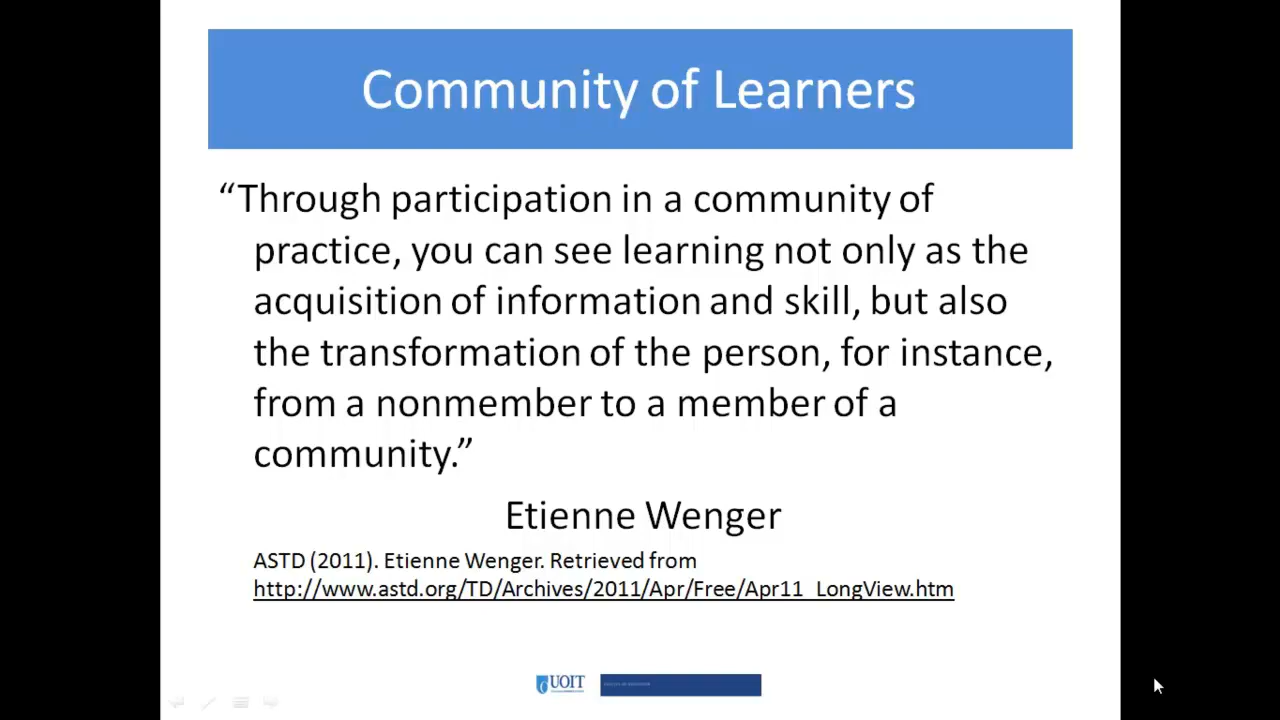 Community of Learners
“Through participation in a community of
practice, you can see learning not only as the
acquisition of information and skill, but also
the transformation of the person, for instance,
from a nonmember to a member of a
community.”
Etienne Wenger
ASTD (2011). Etienne Wenger. Retrieved from
http://www.astd.org/TD/Archives/2011/Apr/Free/Apr11_LongView.htm
UOIT